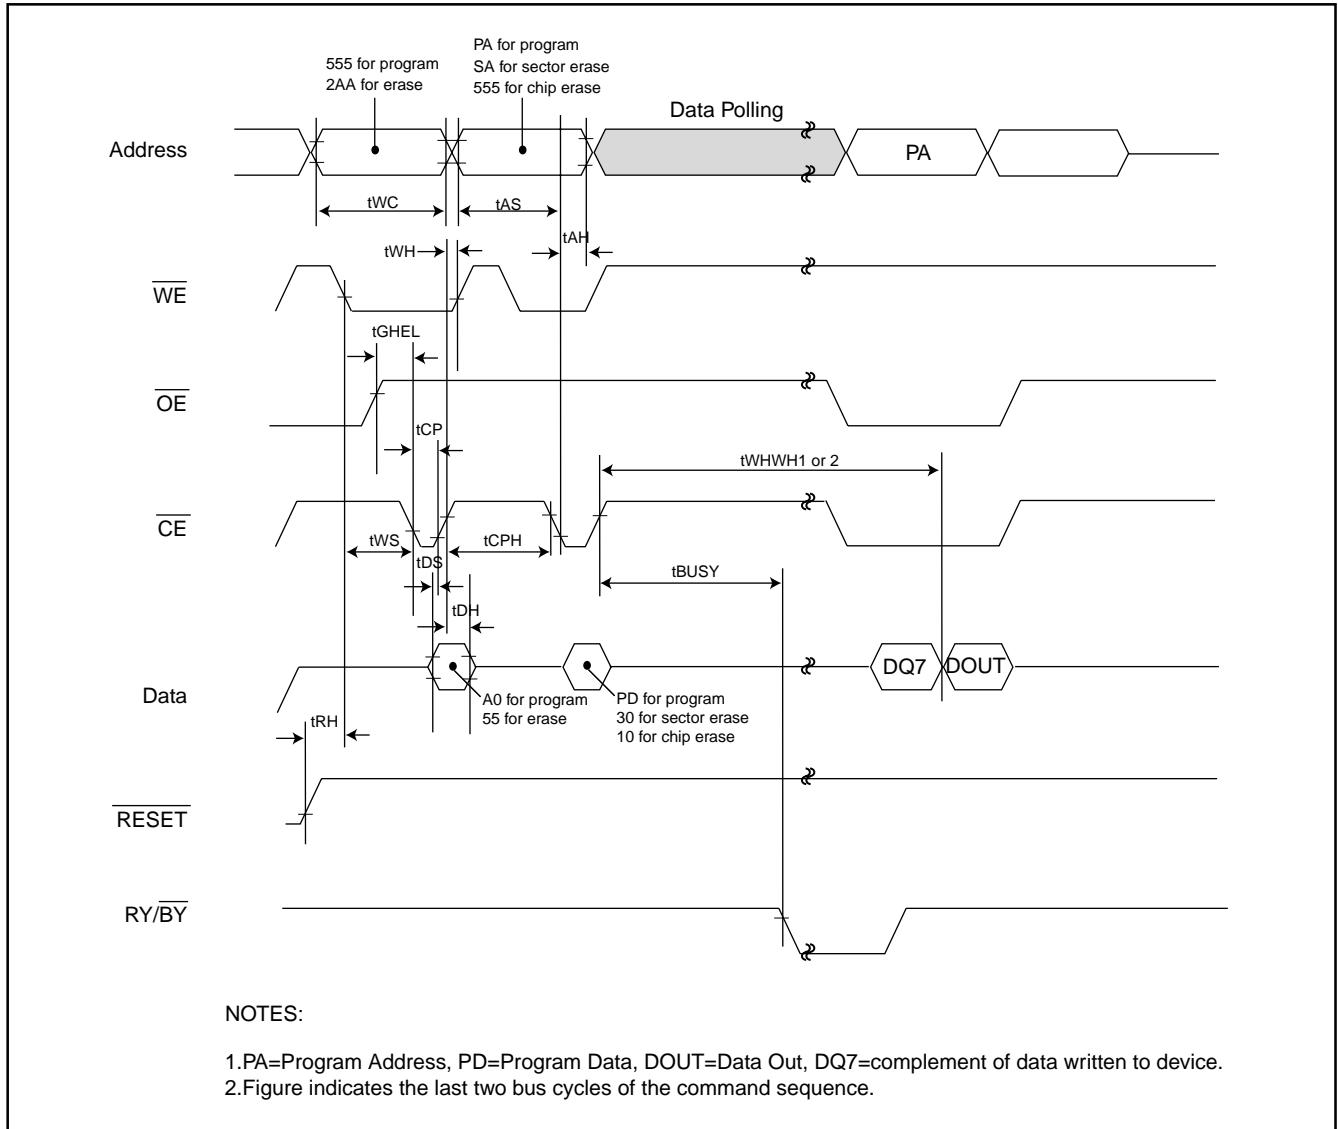 555 for program
2AA for erase
PA for program
SA for sector erase
555 for chip erase
Data Polling
Address
PA
tWC
tAS
tWH
tAH
WE
tGHEL
OE
tCP
tWHWH1 or 2
CE
tWS
tCPH
tDS
tBUSY
tDH
Data
DQ7
DOUT
A0 for program
55 for erase
PD for program
30 for sector erase
10 for chip erase
tRH
RESET
RY/BY
NOTES:
1.PA=Program Address, PD=Program Data, DOUT=Data Out, DQ7=complement of data written to device.
2.Figure indicates the last two bus cycles of the command sequence.